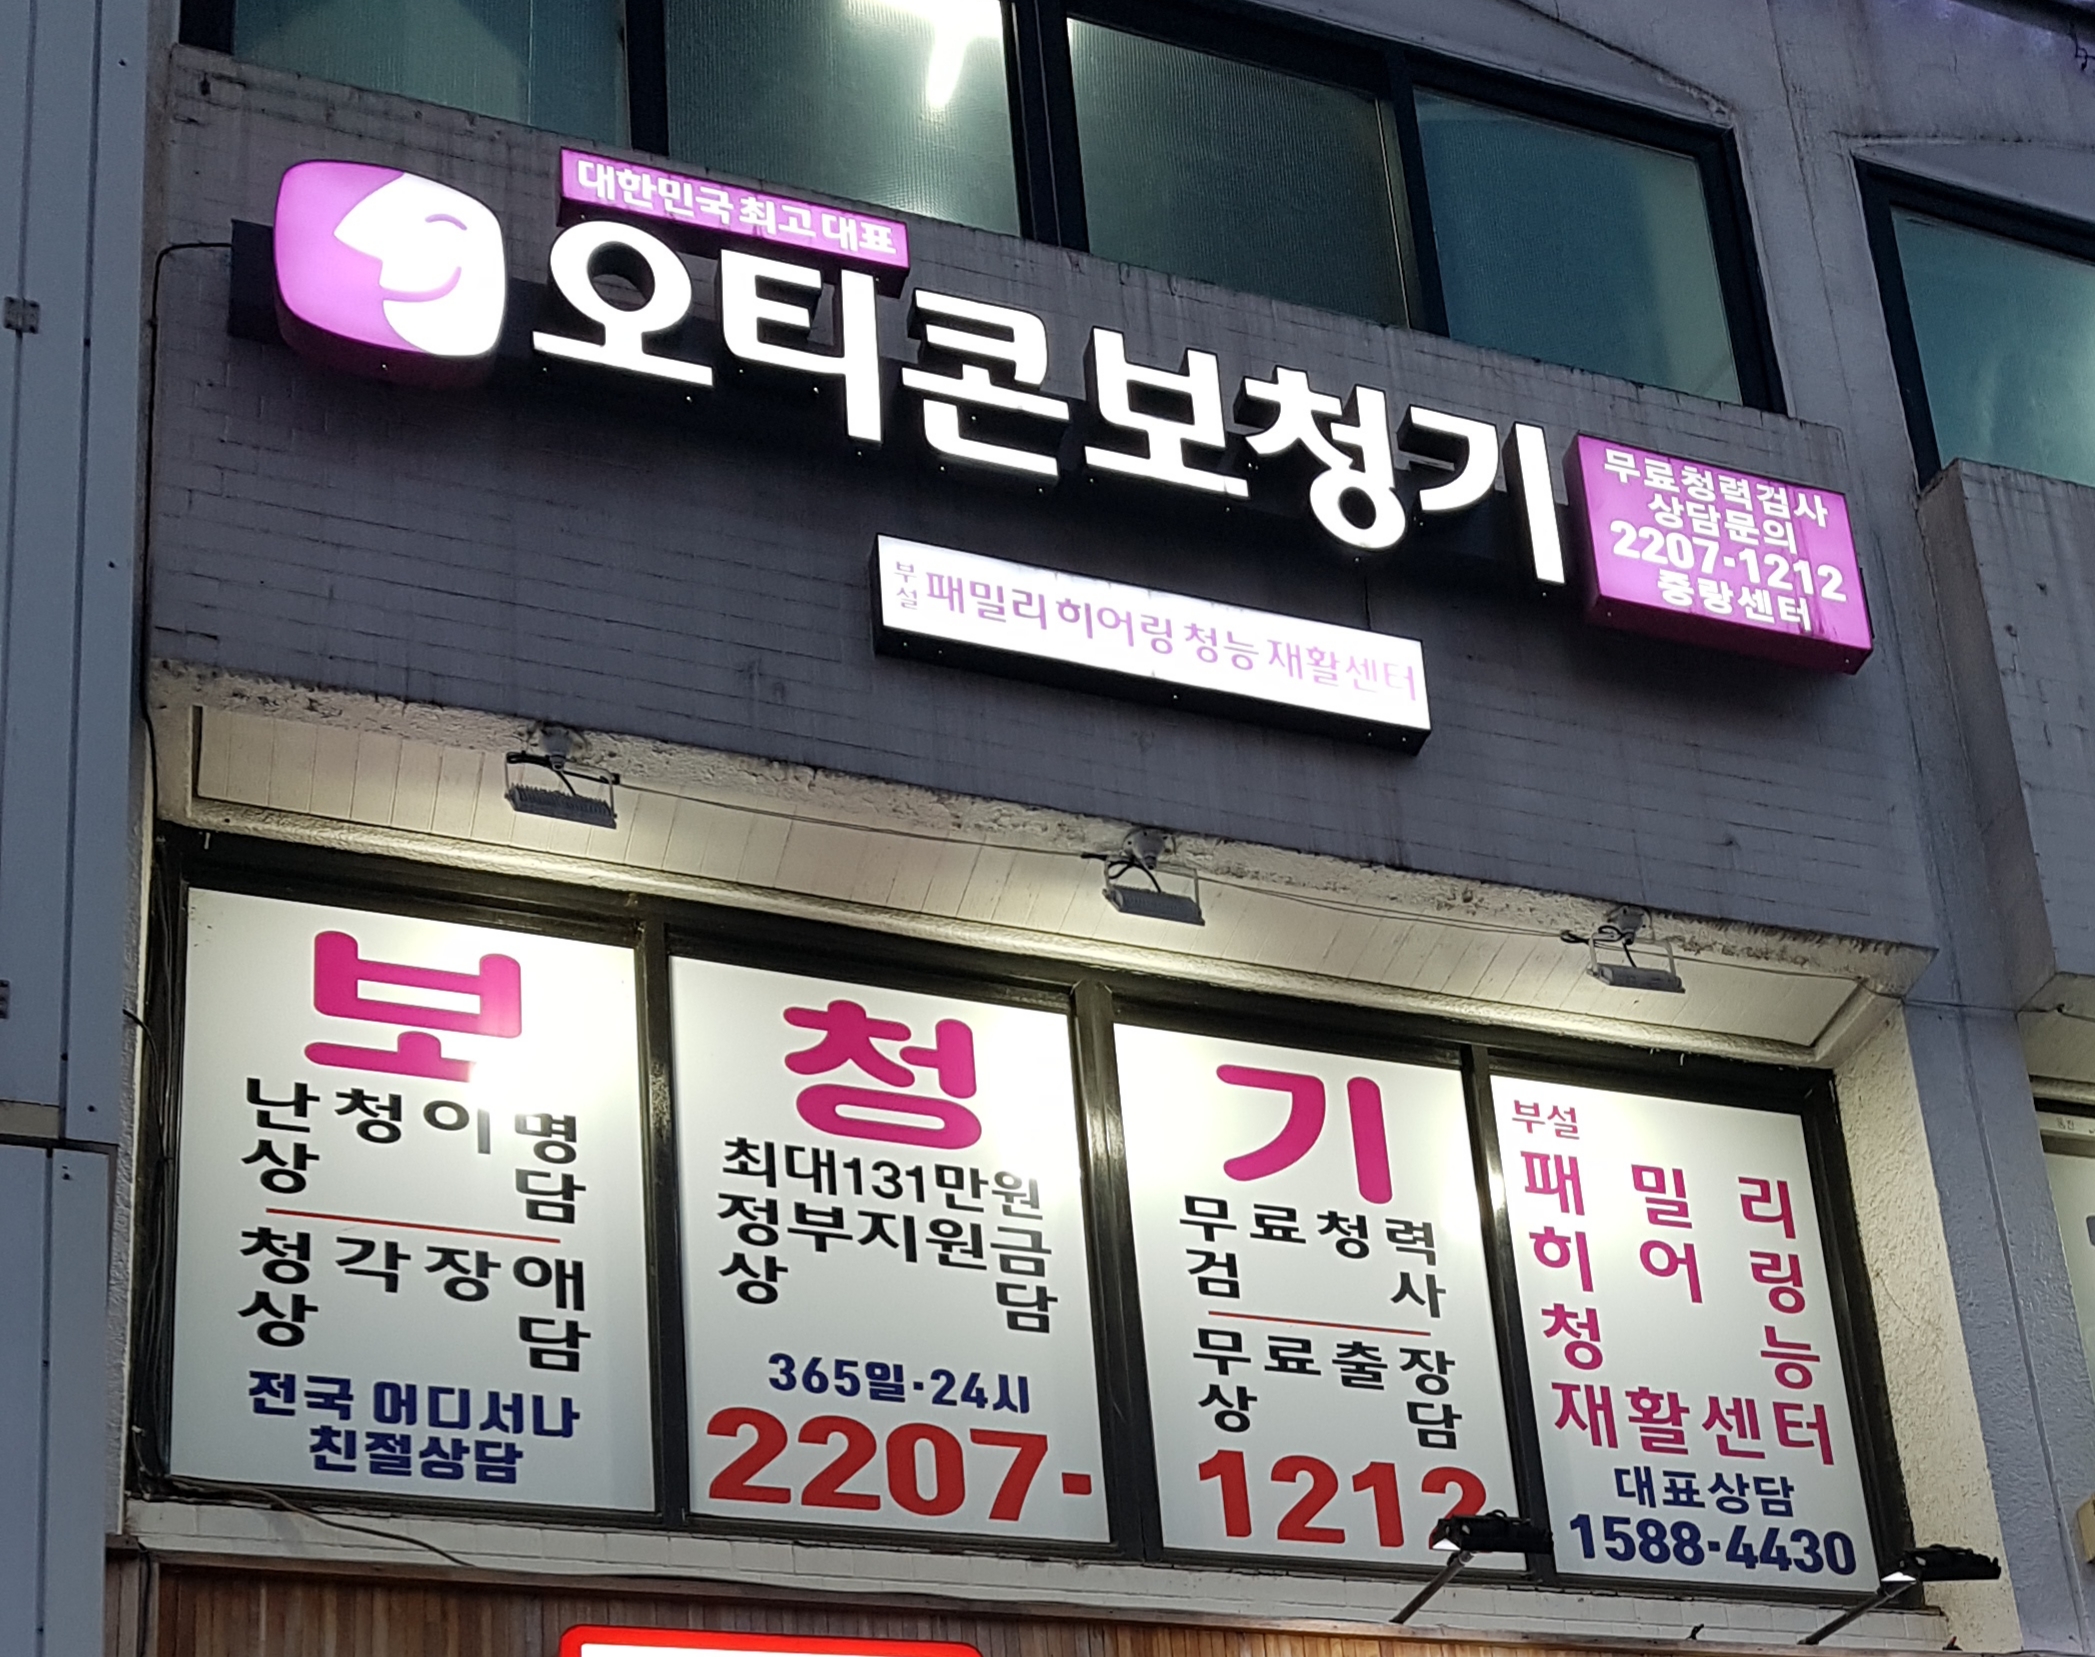 대한민국 최고 대표
오티콘보청기
무료청력검사
상담문의
2207·1212
중랑센터
부설 패밀리 히어링 청능 재활센터
보
난청이명
상담
청각장애
상담
전국 어디서나
친절상담
청
최대131만원
정부지원금
상담
365일·24시
2207·
기
무료청력
검사
무료출장
상담
1212
부설
패밀리
히어링
청능
재활센터
대표상담
1588·4430